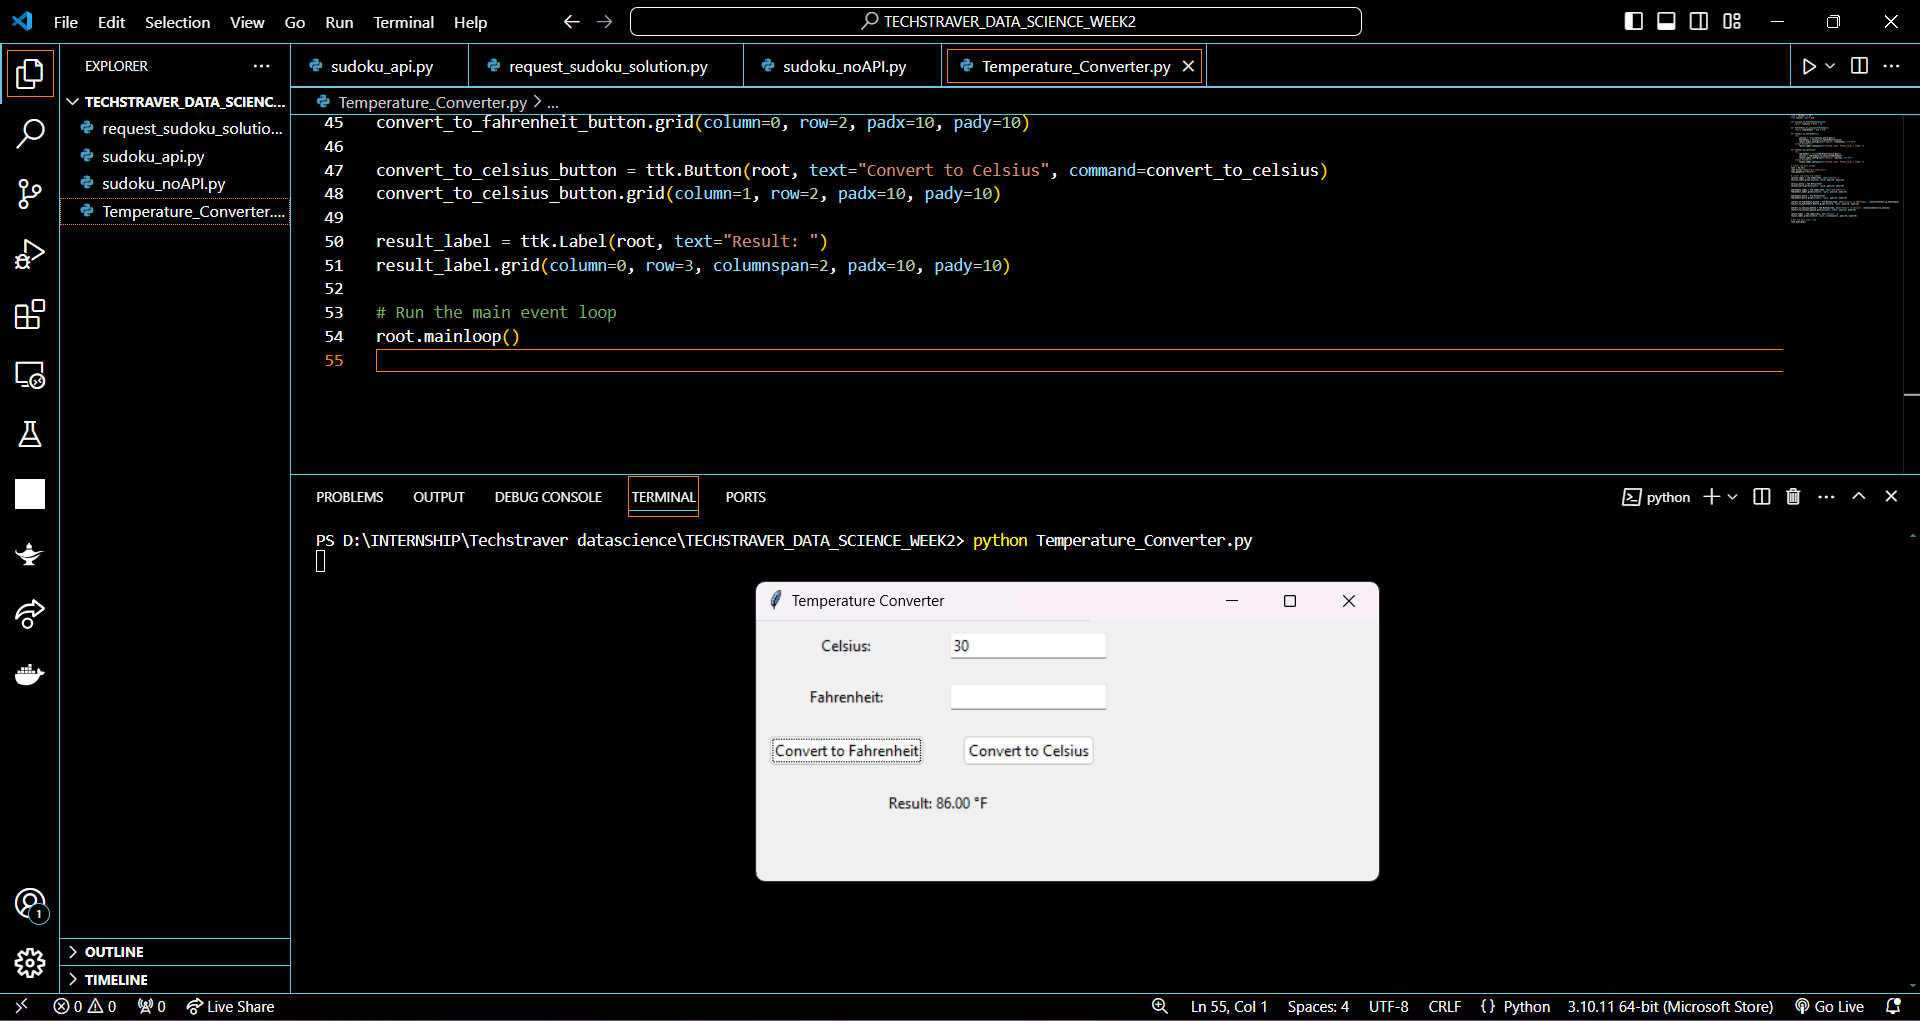 File Edit Selection View Go Run Terminal Help
TECHSTRAVER_DATA_SCIENCE_WEEK2
EXPLORER
TECHSTRAVER_DATA_SCIENC...
request_sudoku_solutio...
sudoku_api.py
sudoku_noAPI.py
Temperature_Converter....
OUTLINE
TIMELINE
sudoku_api.py request_sudoku_solution.py sudoku_noAPI.py Temperature_Converter.py
Temperature_Converter.py > ...
45 convert_to_fahrenheit_button.grid(column=0, row=2, padx=10, pady=10)
46
47 convert_to_celsius_button = ttk.Button(root, text="Convert to Celsius", command=convert_to_celsius)
48 convert_to_celsius_button.grid(column=1, row=2, padx=10, pady=10)
49
50 result_label = ttk.Label(root, text="Result: ")
51 result_label.grid(column=0, row=3, columnspan=2, padx=10, pady=10)
52
53 # Run the main event loop
54 root.mainloop()
55
PROBLEMS OUTPUT DEBUG CONSOLE TERMINAL PORTS
python
PS D:\INTERNSHIP\Techstraver datascience\TECHSTRAVER_DATA_SCIENCE_WEEK2> python Temperature_Converter.py
Temperature Converter
Celsius: 30
Fahrenheit:
Convert to Fahrenheit Convert to Celsius
Result: 86.00 °F
1
0 0 0 Live Share
Ln 55, Col 1 Spaces: 4 UTF-8 CRLF {} Python 3.10.11 64-bit (Microsoft Store) Go Live